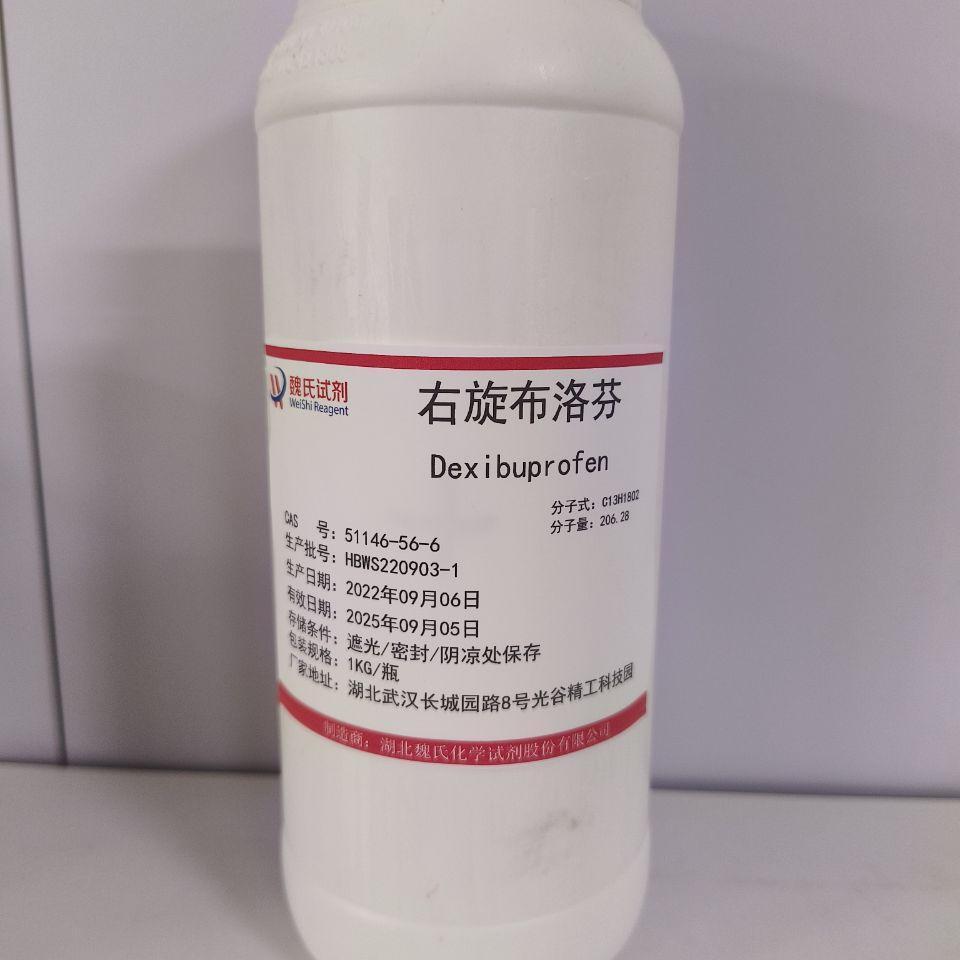 魏氏试剂
WeiShi Reagent
右旋布洛芬
Dexibuprofen
分子式：C13H18O2
分子量：206.28
CAS 号：51146-56-6
生产批号：HBWS220903-1
生产日期：2022年09月06日
有效日期：2025年09月05日
存储条件：遮光/密封/阴凉处保存
包装规格：1KG/瓶
厂家地址：湖北武汉长城园路8号光谷精工科技园
制造商：湖北魏氏化学试剂股份有限公司